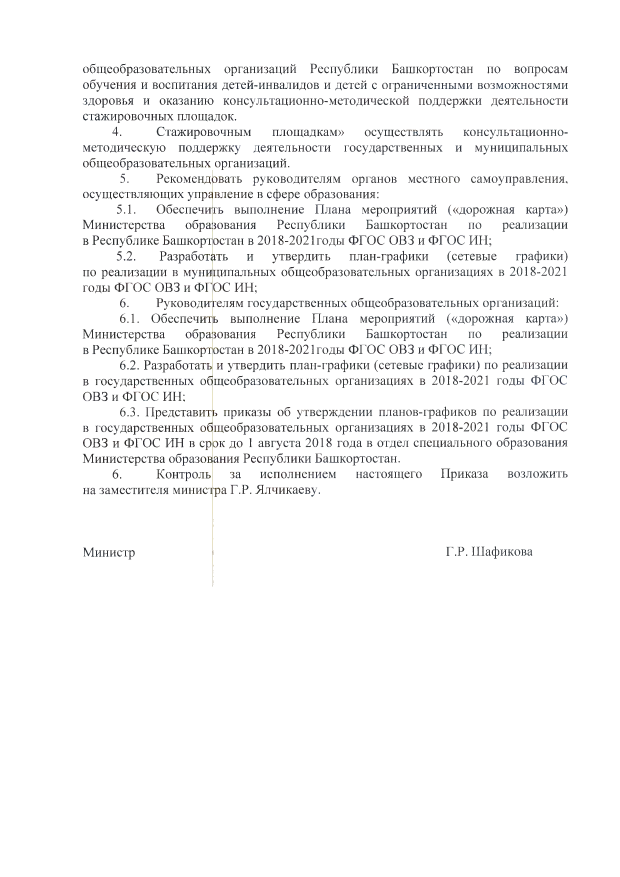 общеобразовательных организаций Республики Башкортостан по вопросам
обучения и воспитания детей-инвалидов и детей с ограниченными возможностями
здоровья и оказанию консультационно-методической поддержки деятельности
стажировочных площадок.
4. Стажировочным площадкам» осуществлять консультационно-
методическую поддержку деятельности государственных и муниципальных
общеобразовательных организаций.
5. Рекомендовать руководителям органов местного самоуправления,
осуществляющих управление в сфере образования:
5.1. Обеспечить выполнение Плана мероприятий («дорожная карта»)
Министерства образования Республики Башкортостан по реализации
в Республике Башкортостан в 2018-2021годы ФГОС ОВЗ и ФГОС ИН;
5.2. Разработать и утвердить план-графики (сетевые графики)
по реализации в муниципальных общеобразовательных организациях в 2018-2021
годы ФГОС ОВЗ и ФГОС ИН;
6. Руководителям государственных общеобразовательных организаций:
6.1. Обеспечить выполнение Плана мероприятий («дорожная карта»)
Министерства образования Республики Башкортостан по реализации
в Республике Башкортостан в 2018-2021годы ФГОС ОВЗ и ФГОС ИН;
6.2. Разработать и утвердить план-графики (сетевые графики) по реализации
в государственных общеобразовательных организациях в 2018-2021 годы ФГОС
ОВЗ и ФГОС ИН;
6.3. Представить приказы об утверждении планов-графиков по реализации
в государственных общеобразовательных организациях в 2018-2021 годы ФГОС
ОВЗ и ФГОС ИН в срок до 1 августа 2018 года в отдел специального образования
Министерства образования Республики Башкортостан.
6. Контроль за исполнением настоящего Приказа возложить
на заместителя министра Г.Р. Ялчикаеву.
Министр Г.Р. Шафикова